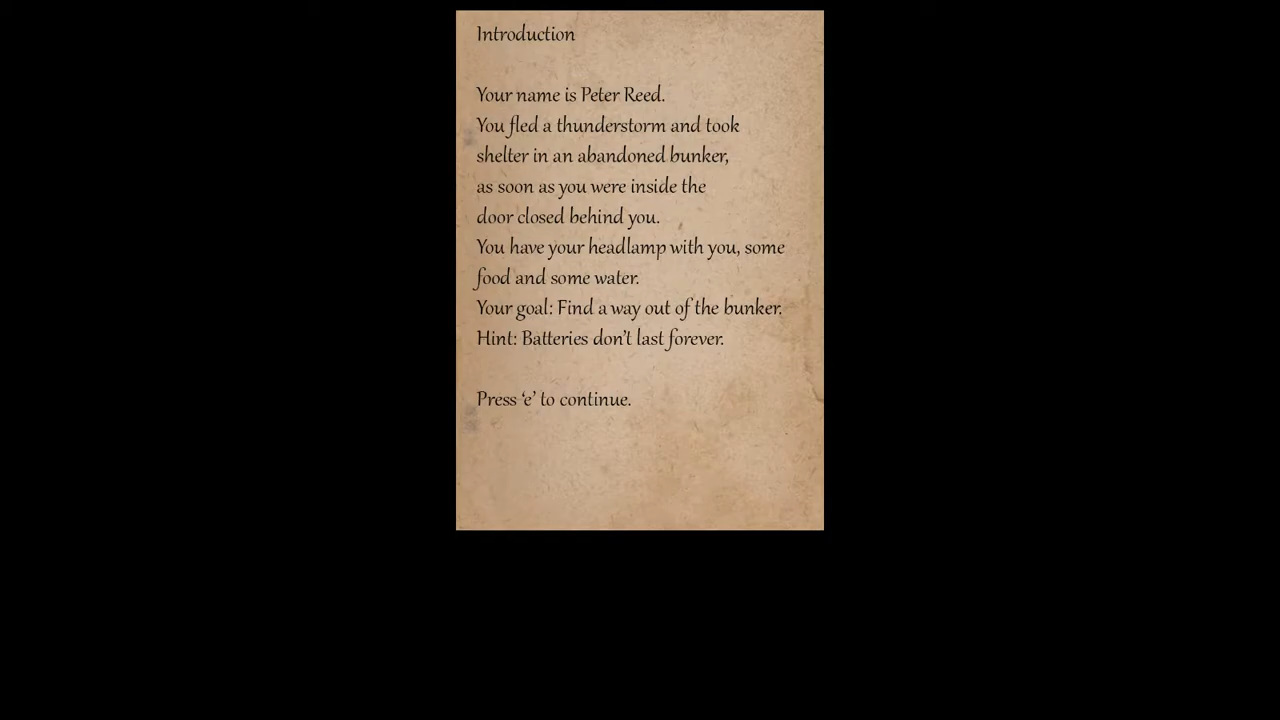 Introduction
Your name is Peter Reed.
You fled a thunderstorm and took
shelter in an abandoned bunker,
as soon as you were inside the
door closed behind you.
You have your headlamp with you, some
food and some water.
Your goal: Find a way out of the bunker.
Hint: Batteries don’t last forever.
Press ‘e’ to continue.